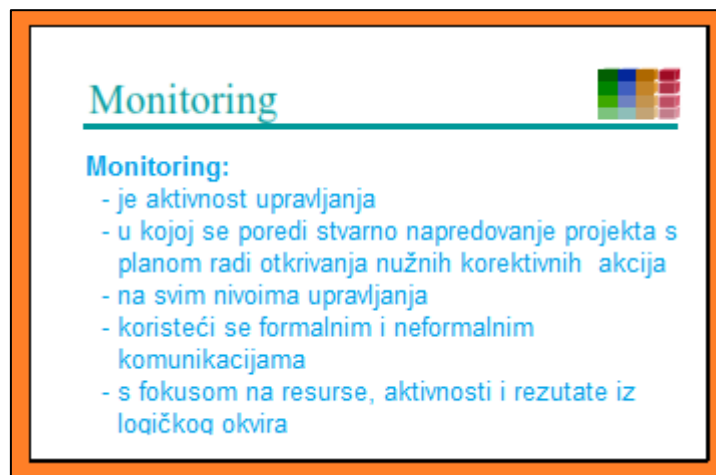 Monitoring
Monitoring:
- je aktivnost upravljanja
- u kojoj se poredi stvarno napredovanje projekta s
planom radi otkrivanja nužnih korektivnih akcija
- na svim nivoima upravljanja
- koristeći se formalnim i neformalnim
komunikacijama
- s fokusom na resurse, aktivnosti i rezutate iz
logičkog okvira